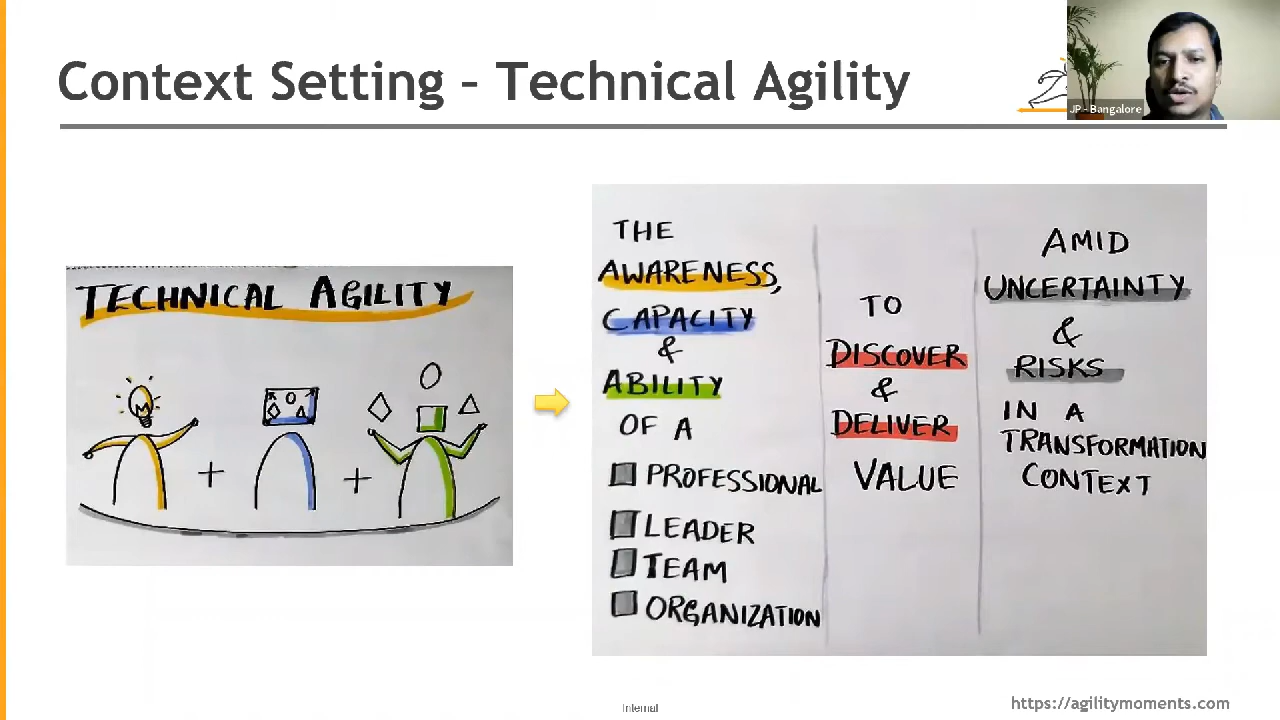 Context Setting – Technical Agility
JP - Bangalore
TECHNICAL AGILITY
+
+
THE
AWARENESS,
CAPACITY
&
ABILITY
OF A
PROFESSIONAL
LEADER
TEAM
ORGANIZATION
TO
DISCOVER
&
DELIVER
VALUE
AMID
UNCERTAINTY
&
RISKS
IN A
TRANSFORMATION
CONTEXT
Internal
https://agilitymoments.com